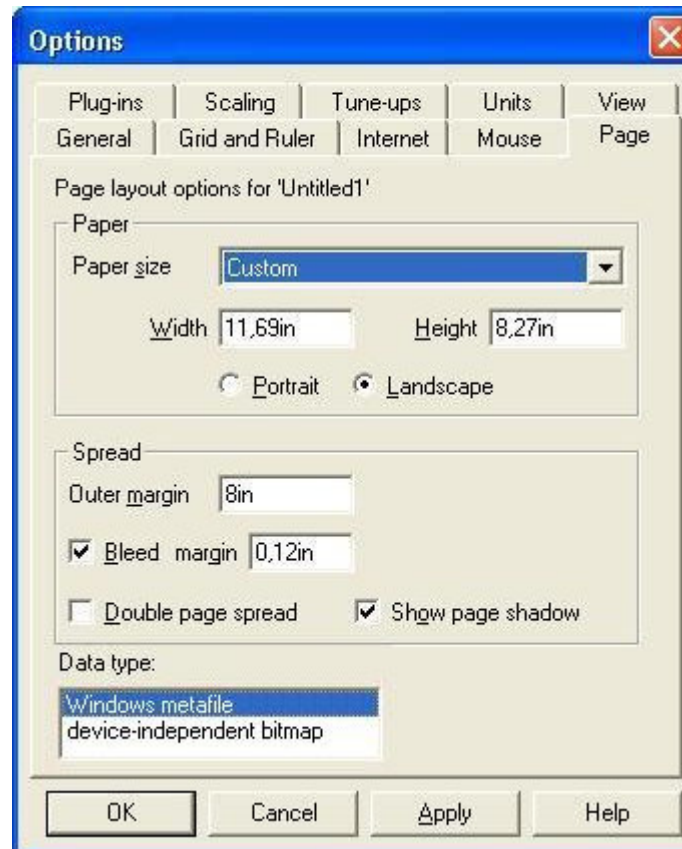 Options
Plug-ins Scaling Tune-ups Units View
General Grid and Ruler Internet Mouse Page
Page layout options for 'Untitled1'
Paper
Paper size Custom
Width 11,69in Height 8,27in
Portrait Landscape
Spread
Outer margin 8in
Bleed margin 0,12in
Double page spread Show page shadow
Data type:
Windows metafile
device-independent bitmap
OK Cancel Apply Help